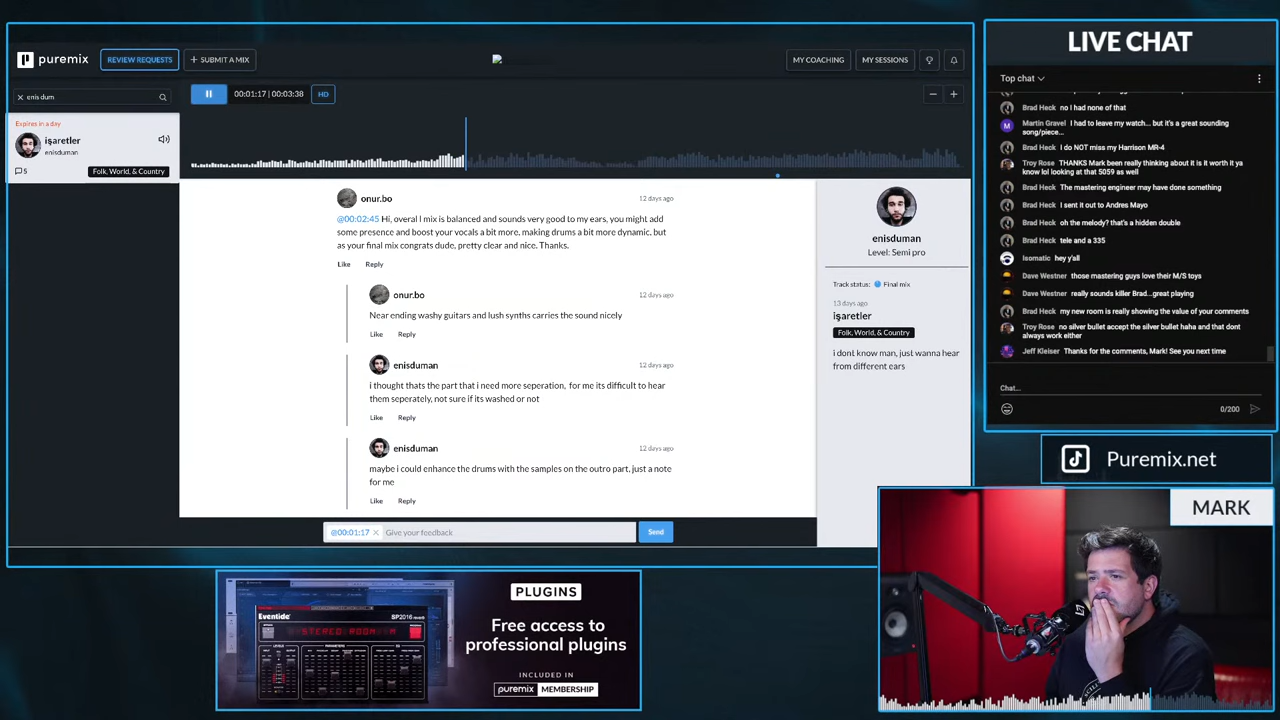 puremix
REVIEW REQUESTS
+ SUBMIT A MIX
MY COACHING
MY SESSIONS
enis dum
00:01:17 | 00:03:38
HD
Expires in a day
işaretler
enisduman
5
Folk, World, & Country
onur.bo
12 days ago
@00:02:45 Hi, overal l mix is balanced and sounds very good to my ears, you might add
some presence and boost your vocals a bit more. making drums a bit more dynamic. but
as your final mix congrats dude, pretty clear and nice. Thanks.
Like Reply
onur.bo
12 days ago
Near ending washy guitars and lush synths carries the sound nicely
Like Reply
enisduman
12 days ago
i thought thats the part that i need more seperation, for me its difficult to hear
them seperately, not sure if its washed or not
Like Reply
enisduman
12 days ago
maybe i could enhance the drums with the samples on the outro part, just a note
for me
Like Reply
@00:01:17 × Give your feedback
Send
enisduman
Level: Semi pro
Track status: Final mix
13 days ago
işaretler
Folk, World, & Country
i dont know man, just wanna hear
from different ears
LIVE CHAT
Top chat
Brad Heck no I had none of that
Martin Gravel I had to leave my watch... but it's a great sounding
song/piece...
Brad Heck I do NOT miss my Harrison MR-4
Troy Rose THANKS Mark been really thinking about it is it worth it ya
know lol looking at that 5059 as well
Brad Heck The mastering engineer may have done something
Brad Heck I sent it out to Andres Mayo
Brad Heck oh the melody? that's a hidden double
Brad Heck tele and a 335
Isomatic hey y'all
Dave Westner those mastering guys love their M/S toys
Dave Westner really sounds killer Brad...great playing
Brad Heck my new room is really showing the value of your comments
Troy Rose no silver bullet accept the silver bullet haha and that dont
always work either
Jeff Kleiser Thanks for the comments, Mark! See you next time
Chat...
0/200
Puremix.net
MARK
Eventide
SP2016 reverb
STEREO ROOM M
PLUGINS
Free access to
professional plugins
INCLUDED IN
puremix MEMBERSHIP